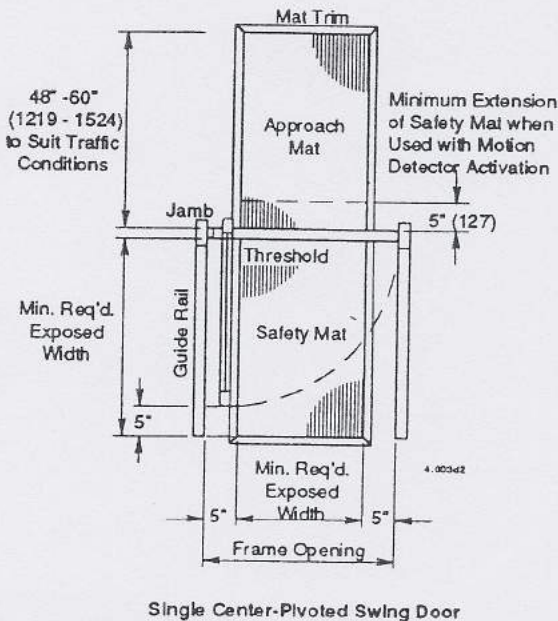 Mat Trim
48" -60"
(1219 - 1524)
to Suit Traffic
Conditions
Approach
Mat
Minimum Extension
of Safety Mat when
Used with Motion
Detector Activation
5" (127)
Jamb
Threshold
Min. Req'd.
Exposed
Width
Guide Rail
Safety Mat
5"
4.003d2
Min. Req'd.
Exposed
Width
5"
5"
Frame Opening
Single Center-Pivoted Swing Door